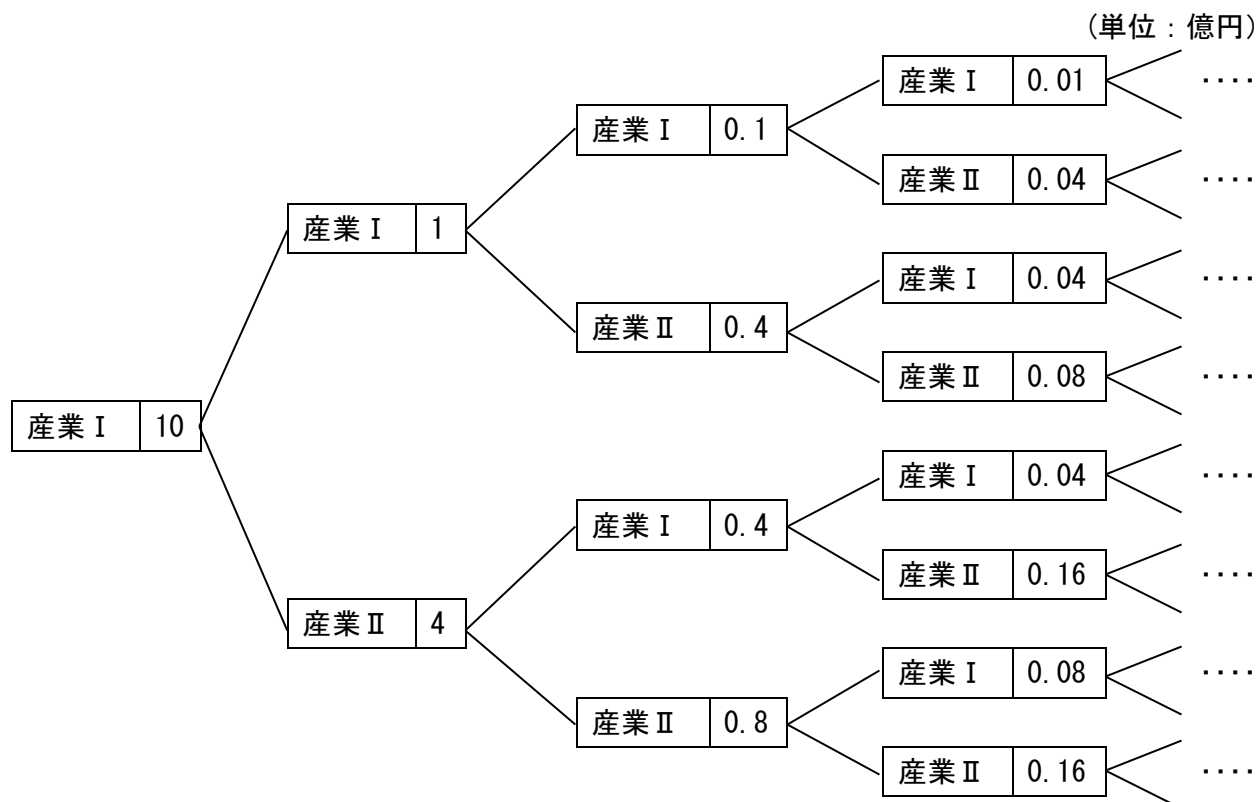 (単位：億円)
産業Ⅰ 0.01 ‥‥
産業Ⅰ 0.1
産業Ⅱ 0.04 ‥‥
産業Ⅰ 1
産業Ⅰ 0.04 ‥‥
産業Ⅱ 0.4
産業Ⅱ 0.08 ‥‥
産業Ⅰ 10
産業Ⅰ 0.04 ‥‥
産業Ⅰ 0.4
産業Ⅱ 0.16 ‥‥
産業Ⅱ 4
産業Ⅰ 0.08 ‥‥
産業Ⅱ 0.8
産業Ⅱ 0.16 ‥‥